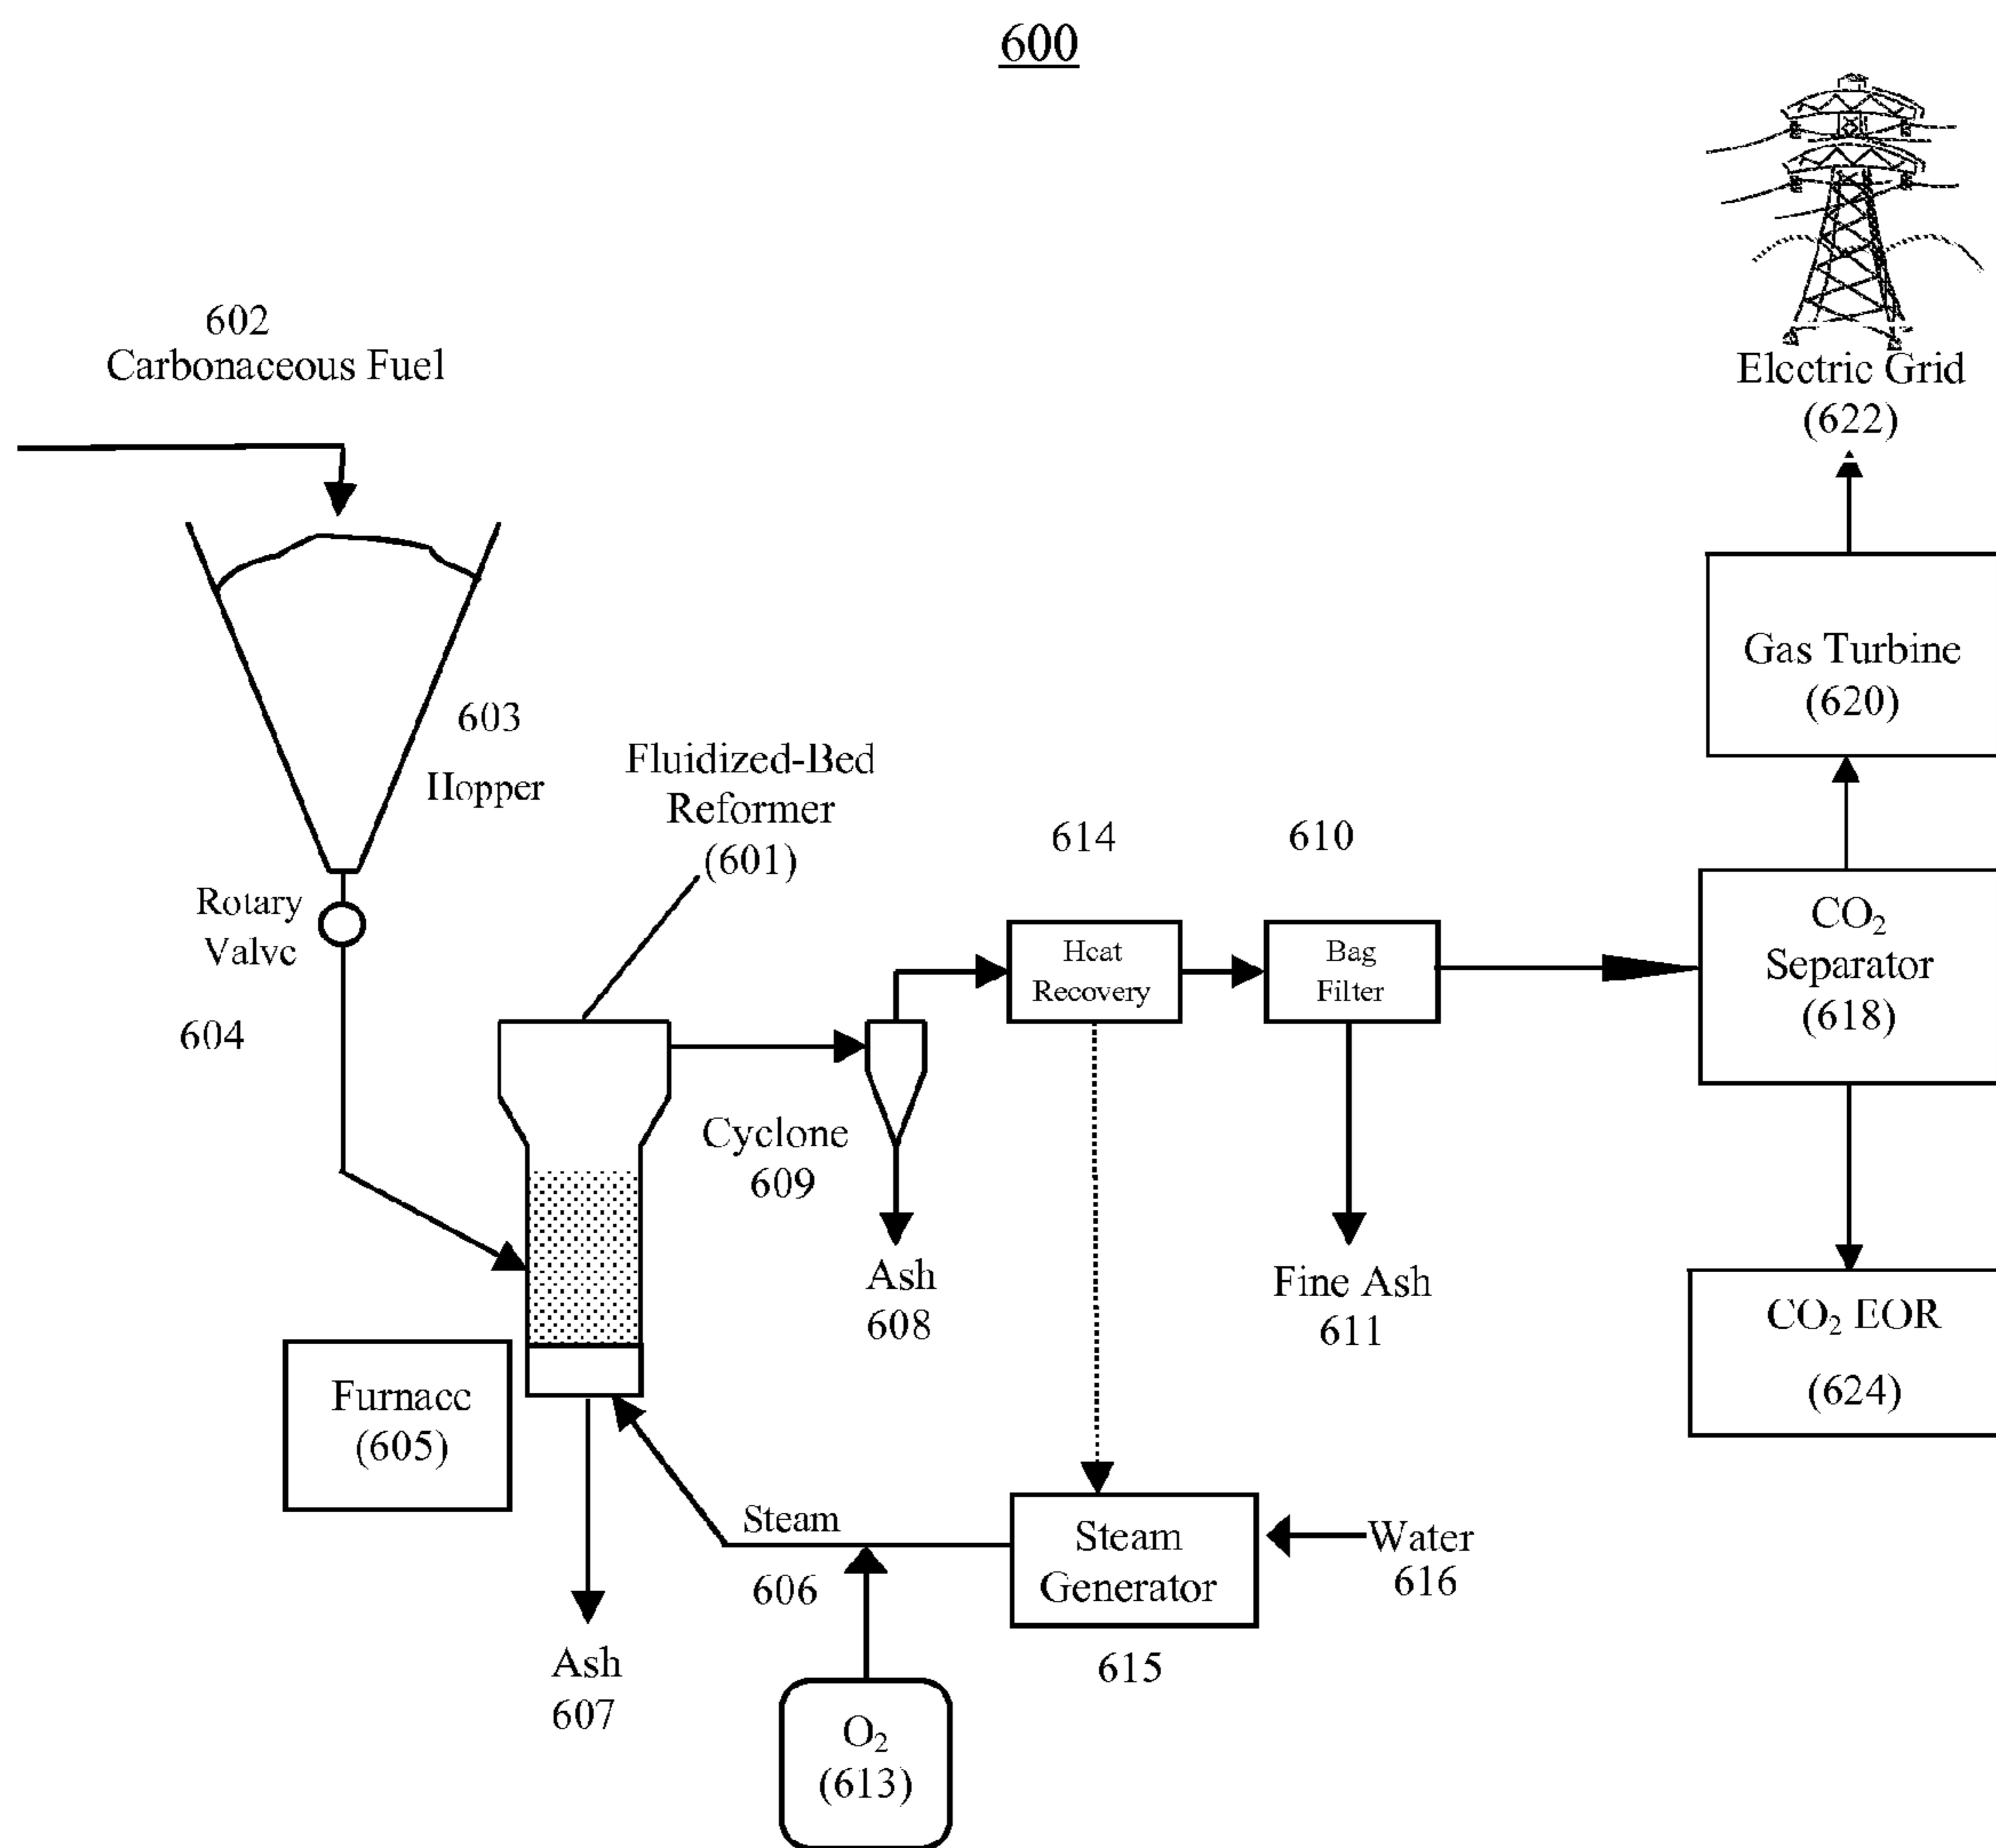 600
602
Carbonaceous Fuel
Electric Grid
(622)
603
Hopper
Gas Turbine
(620)
Fluidized-Bed
Reformer
(601)
614
610
Rotary
Valve
604
Heat
Recovery
Bag
Filter
CO₂
Separator
(618)
Cyclone
609
Ash
608
Fine Ash
611
CO₂ EOR
(624)
Furnace
(605)
Steam
606
Steam
Generator
615
Water
616
Ash
607
O₂
(613)